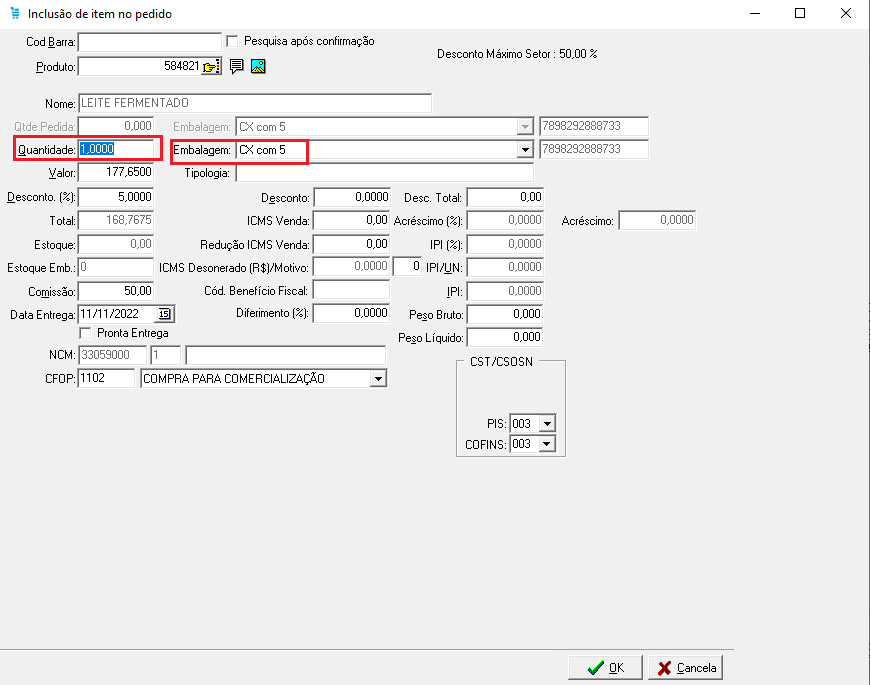 Inclusão de item no pedido
Cod Barra: Pesquisa após confirmação
Desconto Máximo Setor : 50,00 %
Produto: 584821
Nome: LEITE FERMENTADO
Qtde Pedida: 0,000 Embalagem: CX com 5 7898292888733
Quantidade: 1,0000 Embalagem: CX com 5 7898292888733
Valor: 177,6500 Tipologia:
Desconto. (%): 5,0000 Desconto: 0,0000 Desc. Total: 0,00
Total: 168,7675 ICMS Venda: 0,00 Acréscimo (%): 0,0000 Acréscimo: 0,0000
Estoque: 0,00 Redução ICMS Venda: 0,00 IPI (%): 0,0000
Estoque Emb.: 0 ICMS Desonerado (R$)/Motivo: 0,0000 0 IPI/UN: 0,0000
Comissão: 50,00 Cód. Benefício Fiscal: IPI: 0,0000
Data Entrega: 11/11/2022 15 Diferimento (%): 0,0000 Peso Bruto: 0,000
Pronta Entrega Peso Líquido: 0,000
NCM: 33059000 1
CFOP: 1102 COMPRA PARA COMERCIALIZAÇÃO
CST/CSOSN
PIS: 003
COFINS: 003
OK Cancela